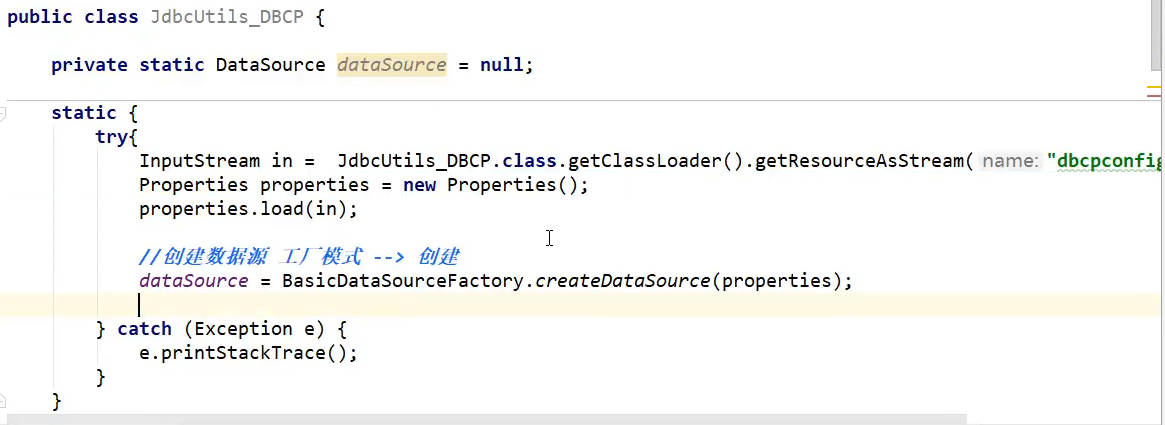 public class JdbcUtils_DBCP {
private static DataSource dataSource = null;
static {
try{
InputStream in = JdbcUtils_DBCP.class.getClassLoader().getResourceAsStream( name: "dbcpconfig
Properties properties = new Properties();
properties.load(in);
//创建数据源 工厂模式 --> 创建
dataSource = BasicDataSourceFactory.createDataSource(properties);
} catch (Exception e) {
e.printStackTrace();
}
}